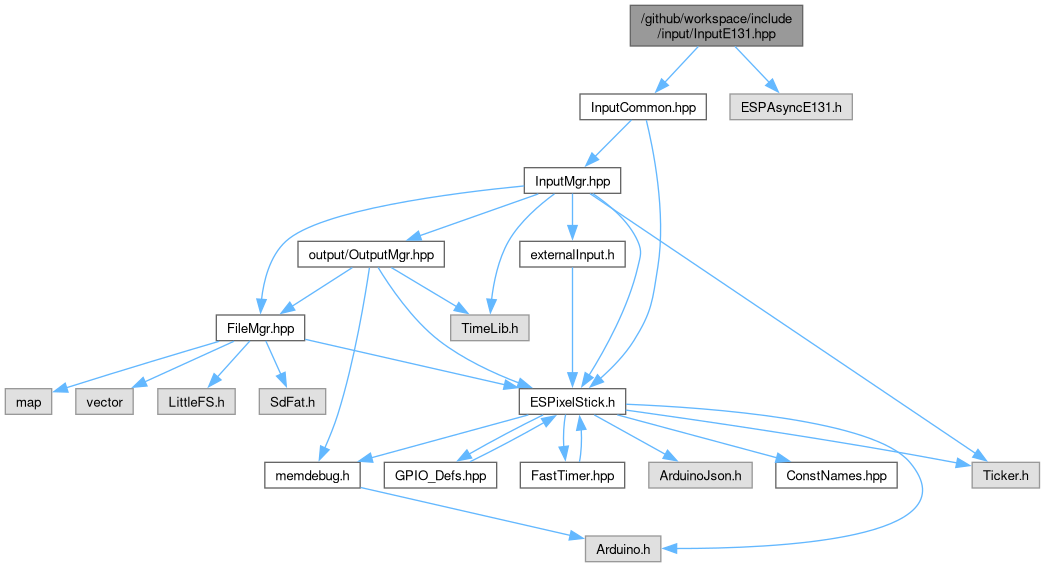 /github/workspace/include
/input/InputE131.hpp
InputCommon.hpp
ESPAsyncE131.h
InputMgr.hpp
output/OutputMgr.hpp
externalInput.h
FileMgr.hpp
TimeLib.h
map
vector
LittleFS.h
SdFat.h
ESPixelStick.h
memdebug.h
GPIO_Defs.hpp
FastTimer.hpp
ArduinoJson.h
ConstNames.hpp
Ticker.h
Arduino.h